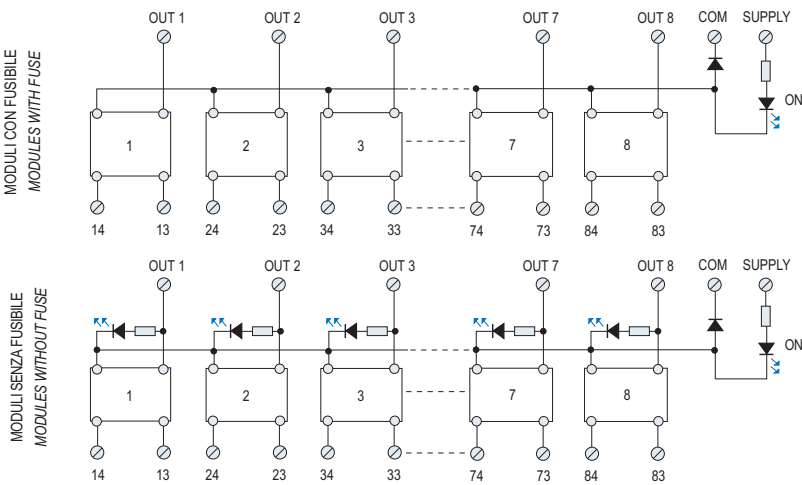 MODULI CON FUSIBILE
MODULES WITH FUSE
OUT 1 OUT 2 OUT 3 OUT 7 OUT 8 COM SUPPLY
ON
1 2 3 7 8
14 13 24 23 34 33 74 73 84 83
MODULI SENZA FUSIBILE
MODULES WITHOUT FUSE
OUT 1 OUT 2 OUT 3 OUT 7 OUT 8 COM SUPPLY
ON
1 2 3 7 8
14 13 24 23 34 33 74 73 84 83